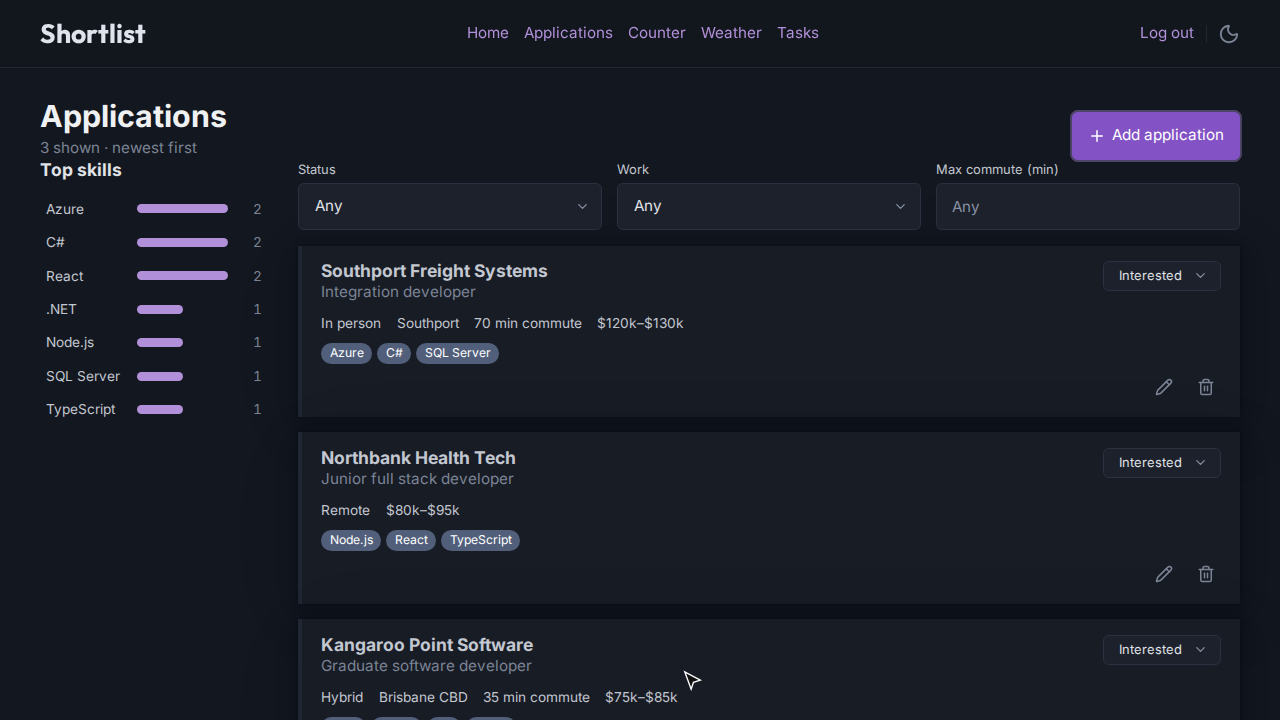 Shortlist
Home Applications Counter Weather Tasks
Log out
Applications
3 shown · newest first
Add application
Top skills
Azure 2
C# 2
React 2
.NET 1
Node.js 1
SQL Server 1
TypeScript 1
Status Work Max commute (min)
Any Any Any
Southport Freight Systems
Interested
Integration developer
In person Southport 70 min commute $120k–$130k
Azure C# SQL Server
Northbank Health Tech
Interested
Junior full stack developer
Remote $80k–$95k
Node.js React TypeScript
Kangaroo Point Software
Interested
Graduate software developer
Hybrid Brisbane CBD 35 min commute $75k–$85k